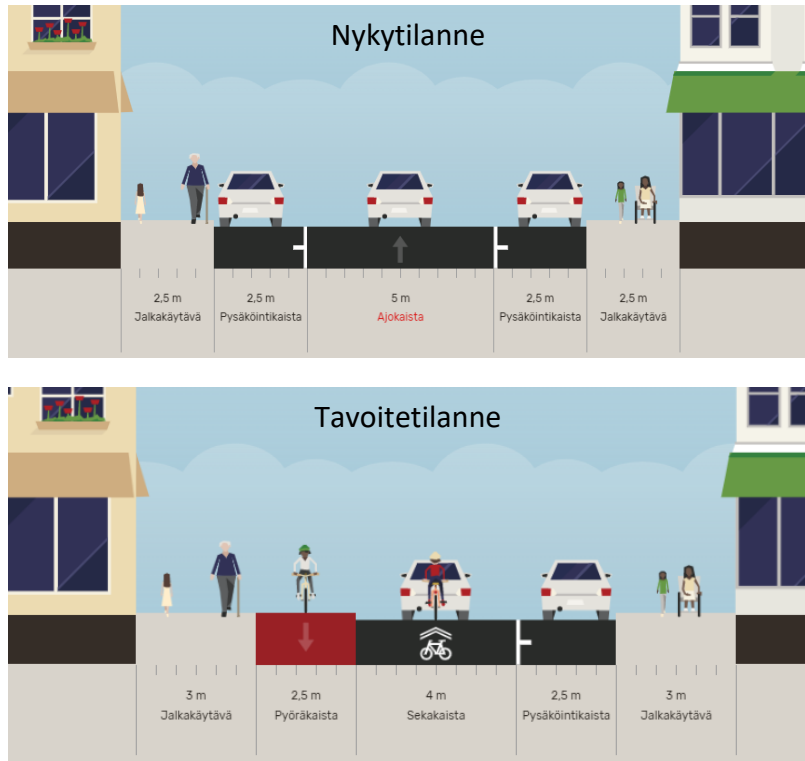 Nykytilanne
2,5 m 2,5 m 5 m 2,5 m 2,5 m
Jalkakäytävä Pysäköintikaista Ajokaista Pysäköintikaista Jalkakäytävä
Tavoitetilanne
3 m 2,5 m 4 m 2,5 m 3 m
Jalkakäytävä Pyöräkaista Sekakaista Pysäköintikaista Jalkakäytävä